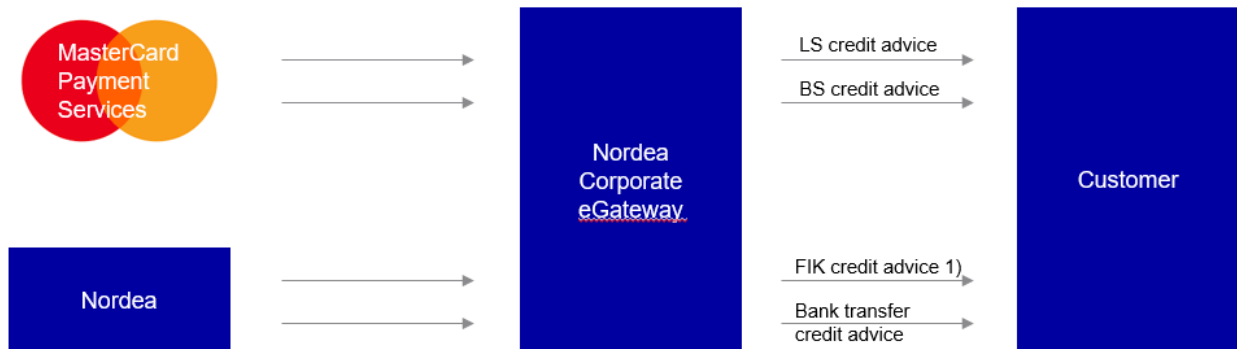 MasterCard
Payment
Services
LS credit advice
BS credit advice
Nordea
Corporate
eGateway
Customer
Nordea
FIK credit advice 1)
Bank transfer
credit advice